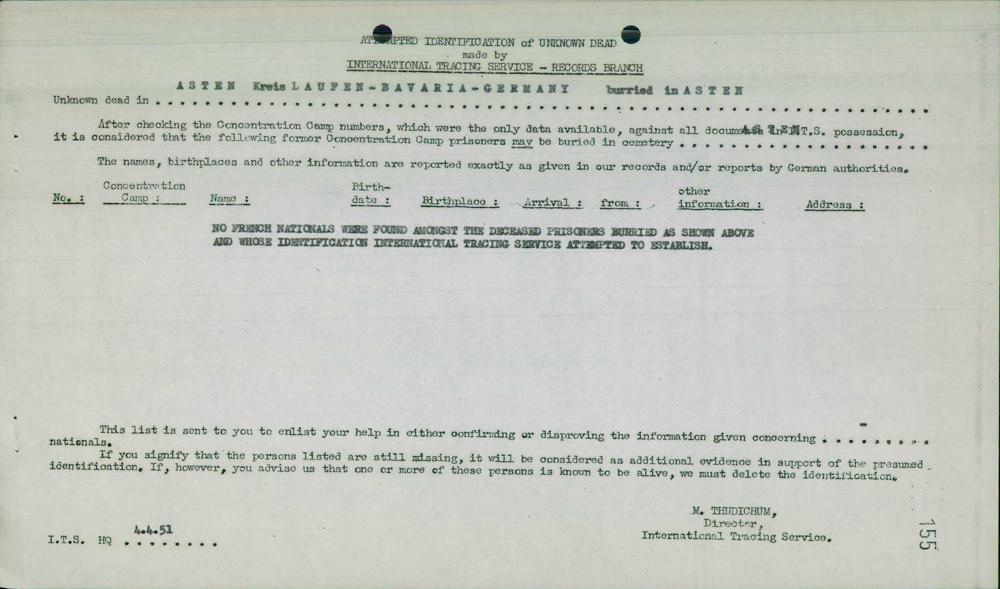 ATTEMPTED IDENTIFICATION of UNKNOWN DEAD
made by
INTERNATIONAL TRACING SERVICE - RECORDS BRANCH
ASTEN Kreis LAUFEN-BAVARIA-GERMANY burried in ASTEN
Unknown dead in . . . . . . . . . . . . . . . . . . . . . . . . . . . . . . . . . . . . . . . .
After checking the Concentration Camp numbers, which were the only data available, against all documents in I.T.S. possession,
it is considered that the following former Concentration Camp prisoners may be buried in cemetery ASTEN . . . . . . . . . . . .
The names, birthplaces and other information are reported exactly as given in our records and/or reports by German authorities.
No. : Concentration Camp : Name : Birth-date : Birthplace : Arrival : from : other information : Address :
NO FRENCH NATIONALS WERE FOUND AMONGST THE DECEASED PRISONERS BURRIED AS SHOWN ABOVE
AND WHOSE IDENTIFICATION INTERNATIONAL TRACING SERVICE ATTEMPTED TO ESTABLISH.
This list is sent to you to enlist your help in either confirming or disproving the information given concerning . . . . . . . .
nationals.
If you signify that the persons listed are still missing, it will be considered as additional evidence in support of the presumed
identification. If, however, you advise us that one or more of these persons is known to be alive, we must delete the identification.
M. THUDICHUM,
Director,
International Tracing Service.
I.T.S. HQ 4.4.51 . . . . . . . .
155